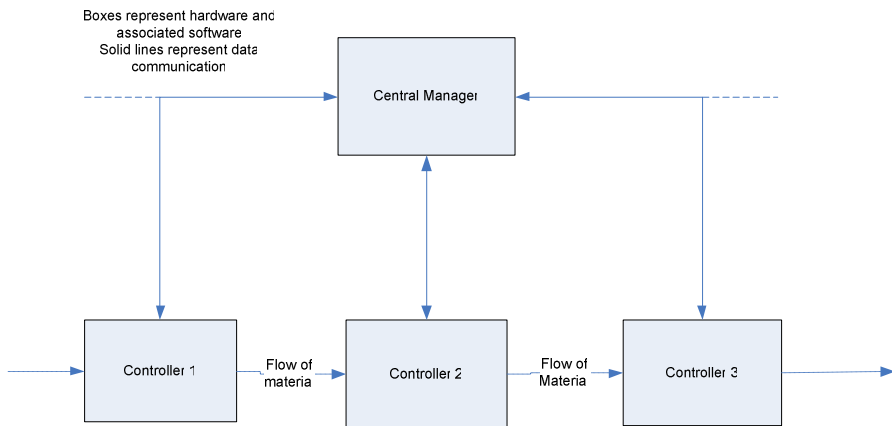 Boxes represent hardware and
associated software
Solid lines represent data
communication
Central Manager
Controller 1
Flow of
materia
Controller 2
Flow of
Materia
Controller 3